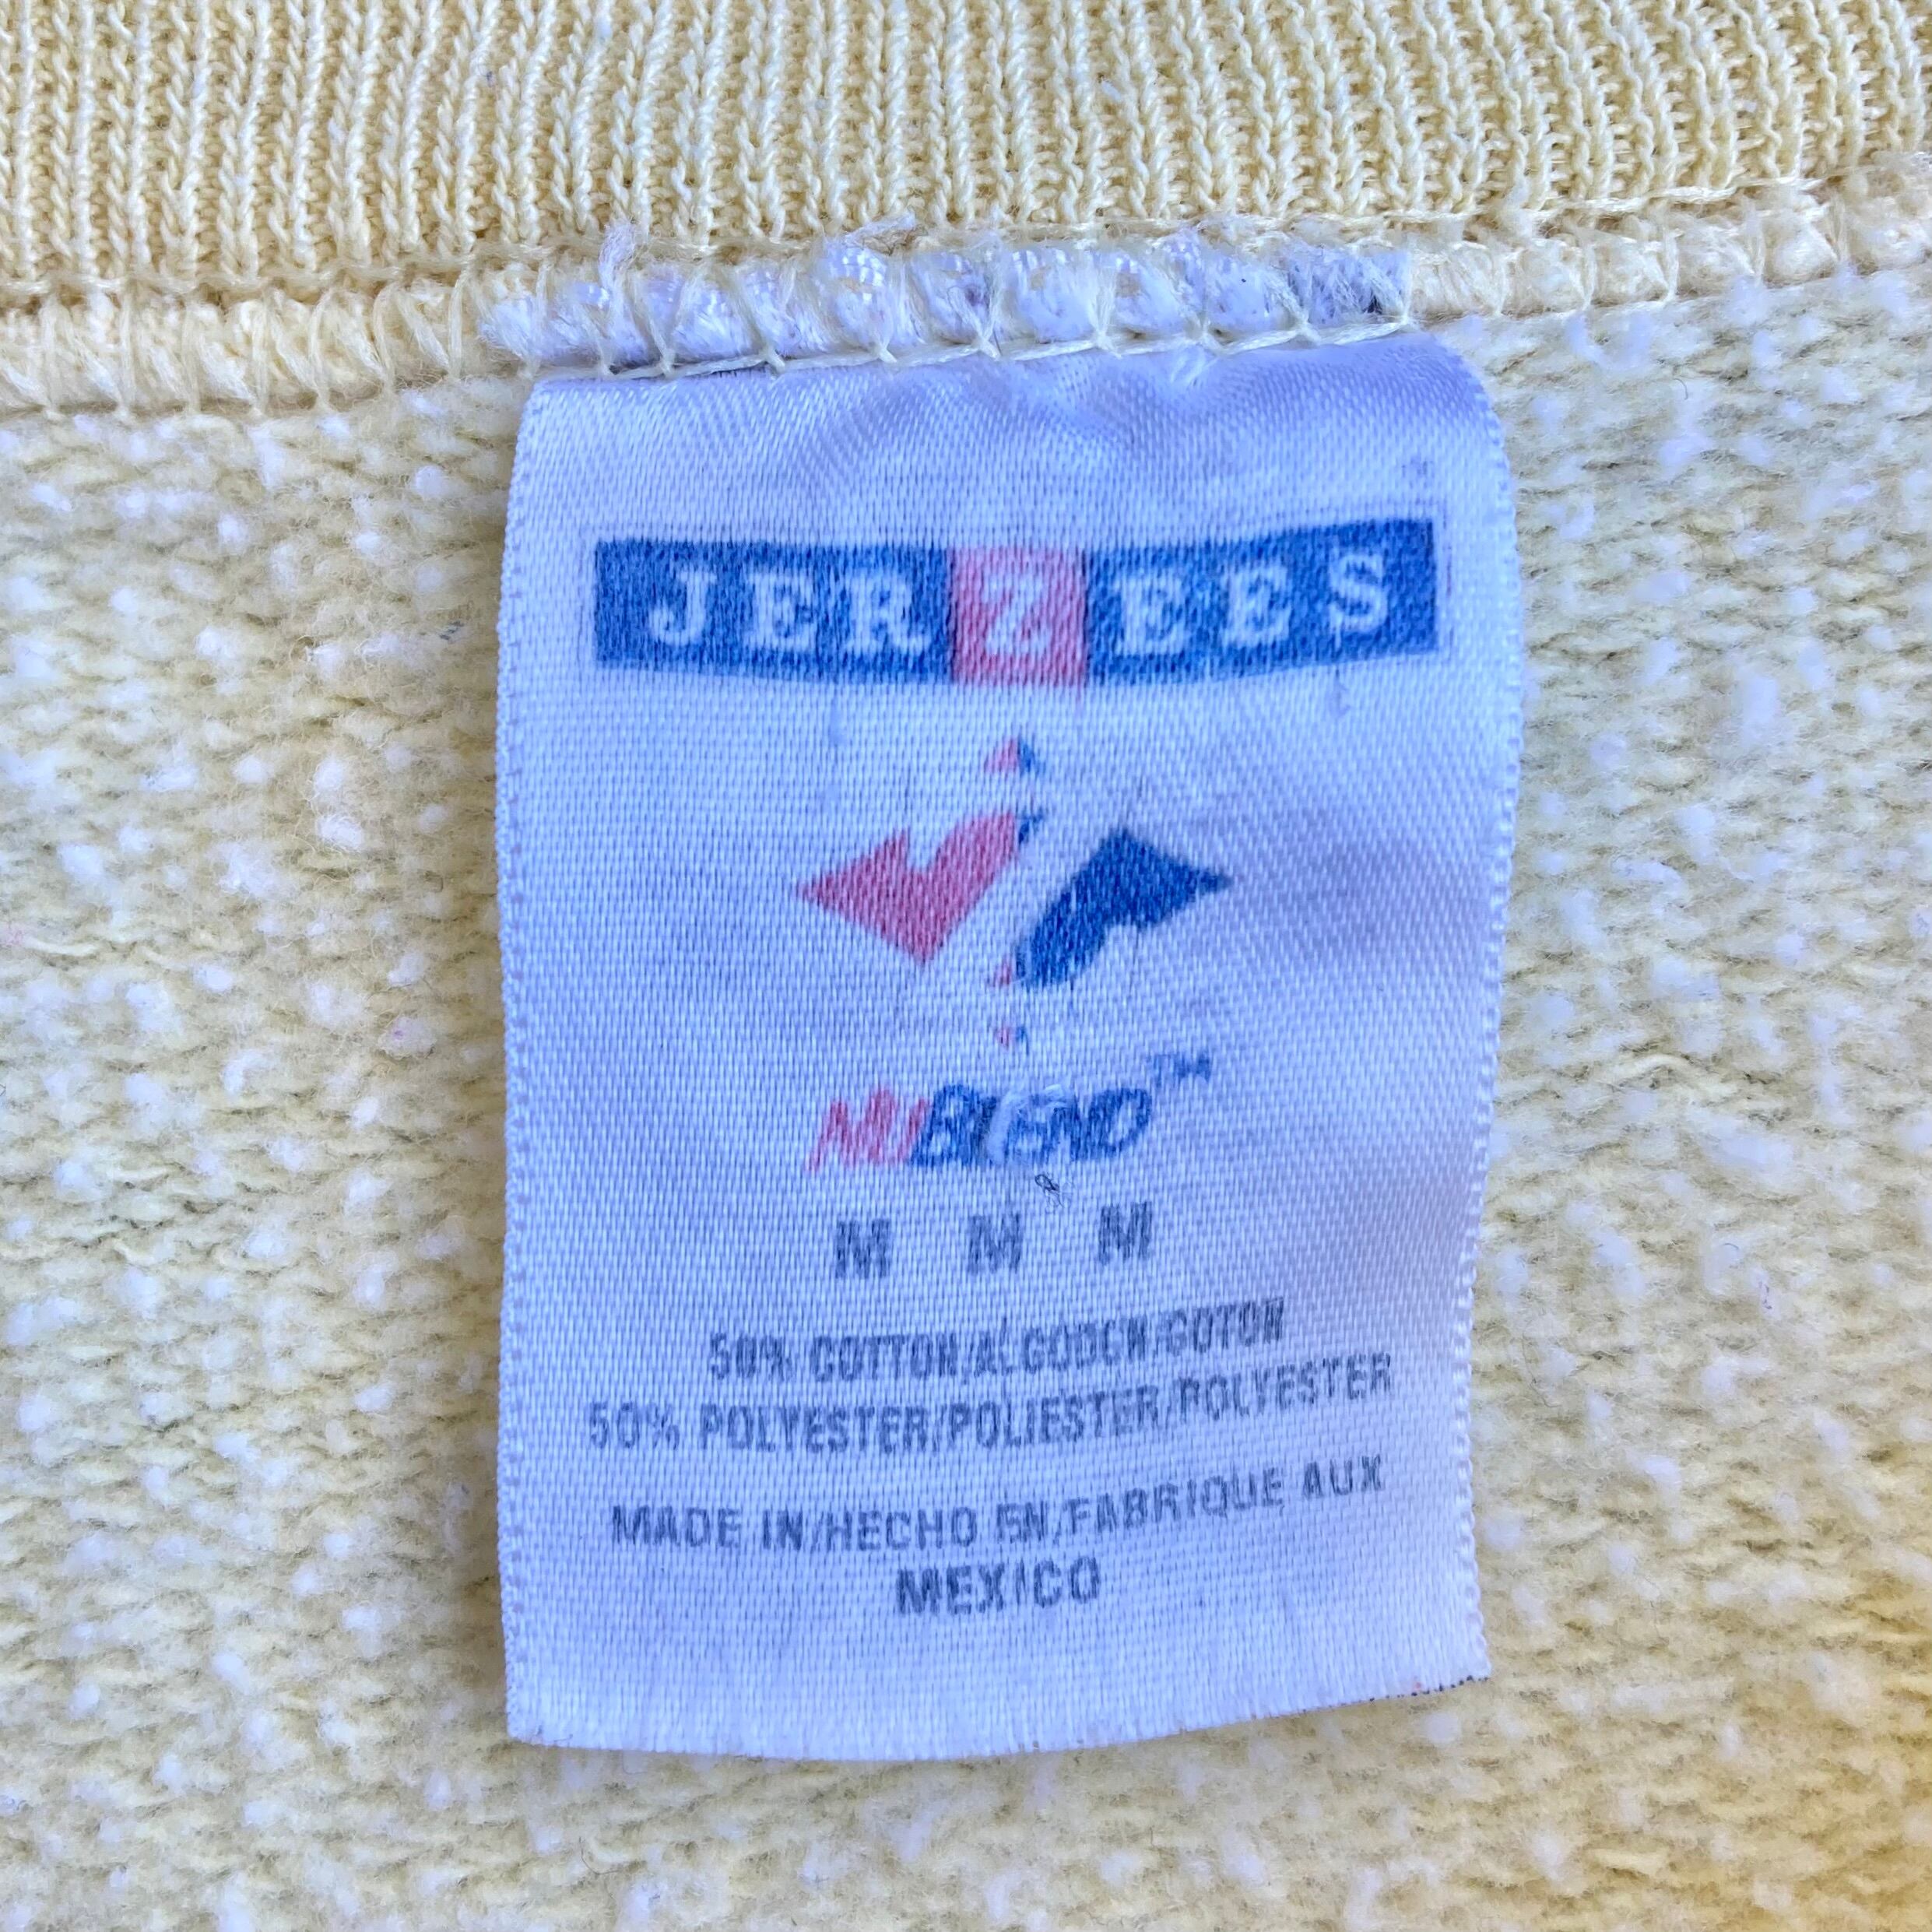 JERZEES
NUBLEND™
M M M
50% COTTON/ALGODON/COTON
50% POLYESTER/POLIESTER/POLYESTER
MADE IN/HECHO EN/FABRIQUE AUX
MEXICO